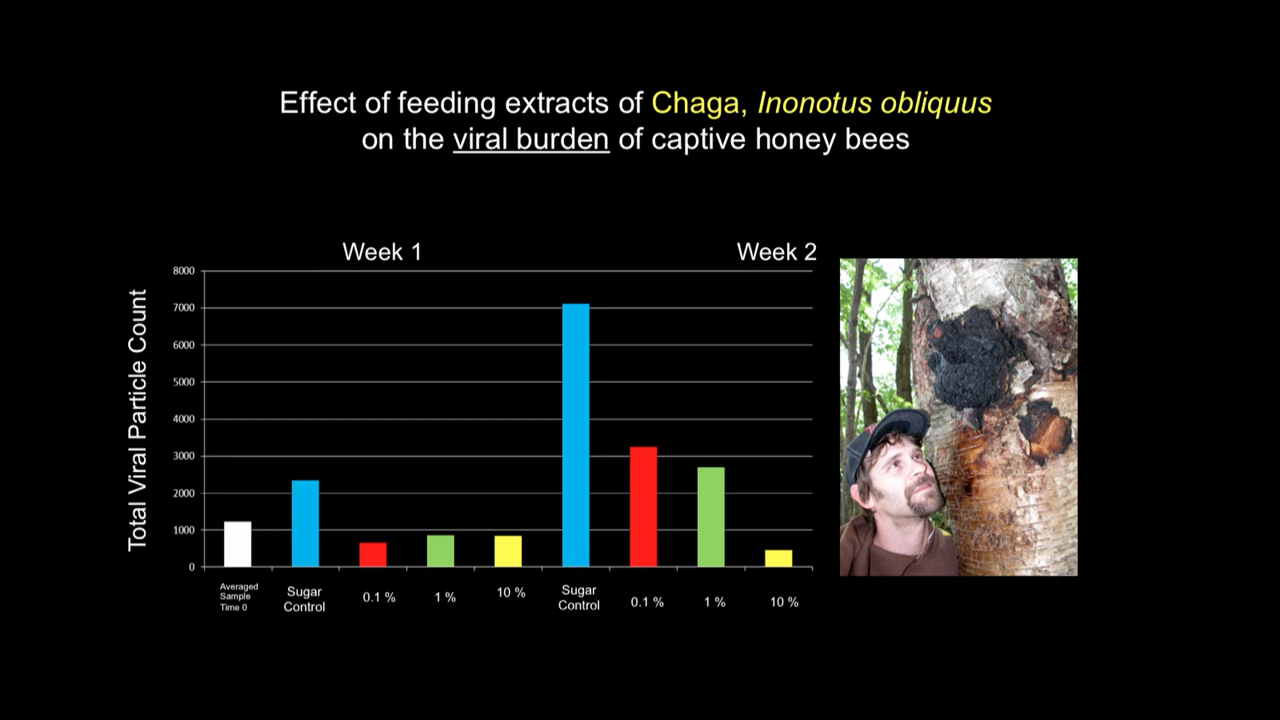 Effect of feeding extracts of Chaga, Inonotus obliquus
on the viral burden of captive honey bees
Week 1
Week 2
Total Viral Particle Count
8000
7000
6000
5000
4000
3000
2000
1000
0
Averaged
Sample
Time 0
Sugar
Control
0.1 %
1 %
10 %
Sugar
Control
0.1 %
1 %
10 %